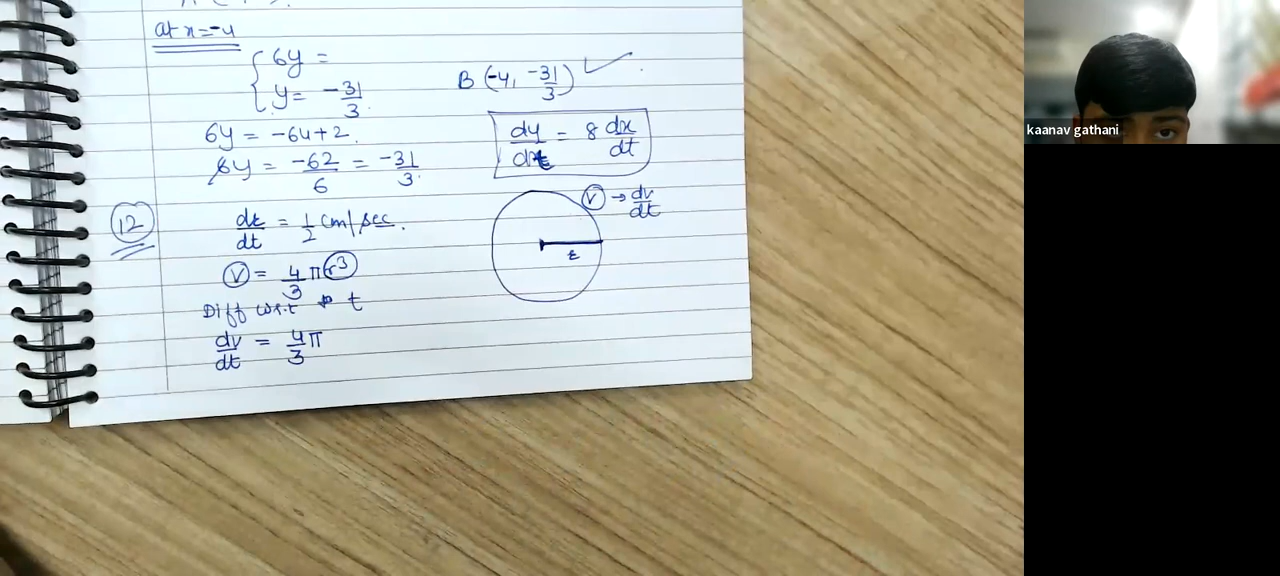 at x=-4
6y =
y = -31/3
B (-4, -31/3) ✓
6y = -64+2
dy/dt = 8 dx/dt
6y = -62/6 = -31/3
12
dr/dt = 1/2 cm/sec.
V → dv/dt
V = 4/3 πr³
r
Diff w.r.t t
dv/dt = 4/3 π
kaanav gathani